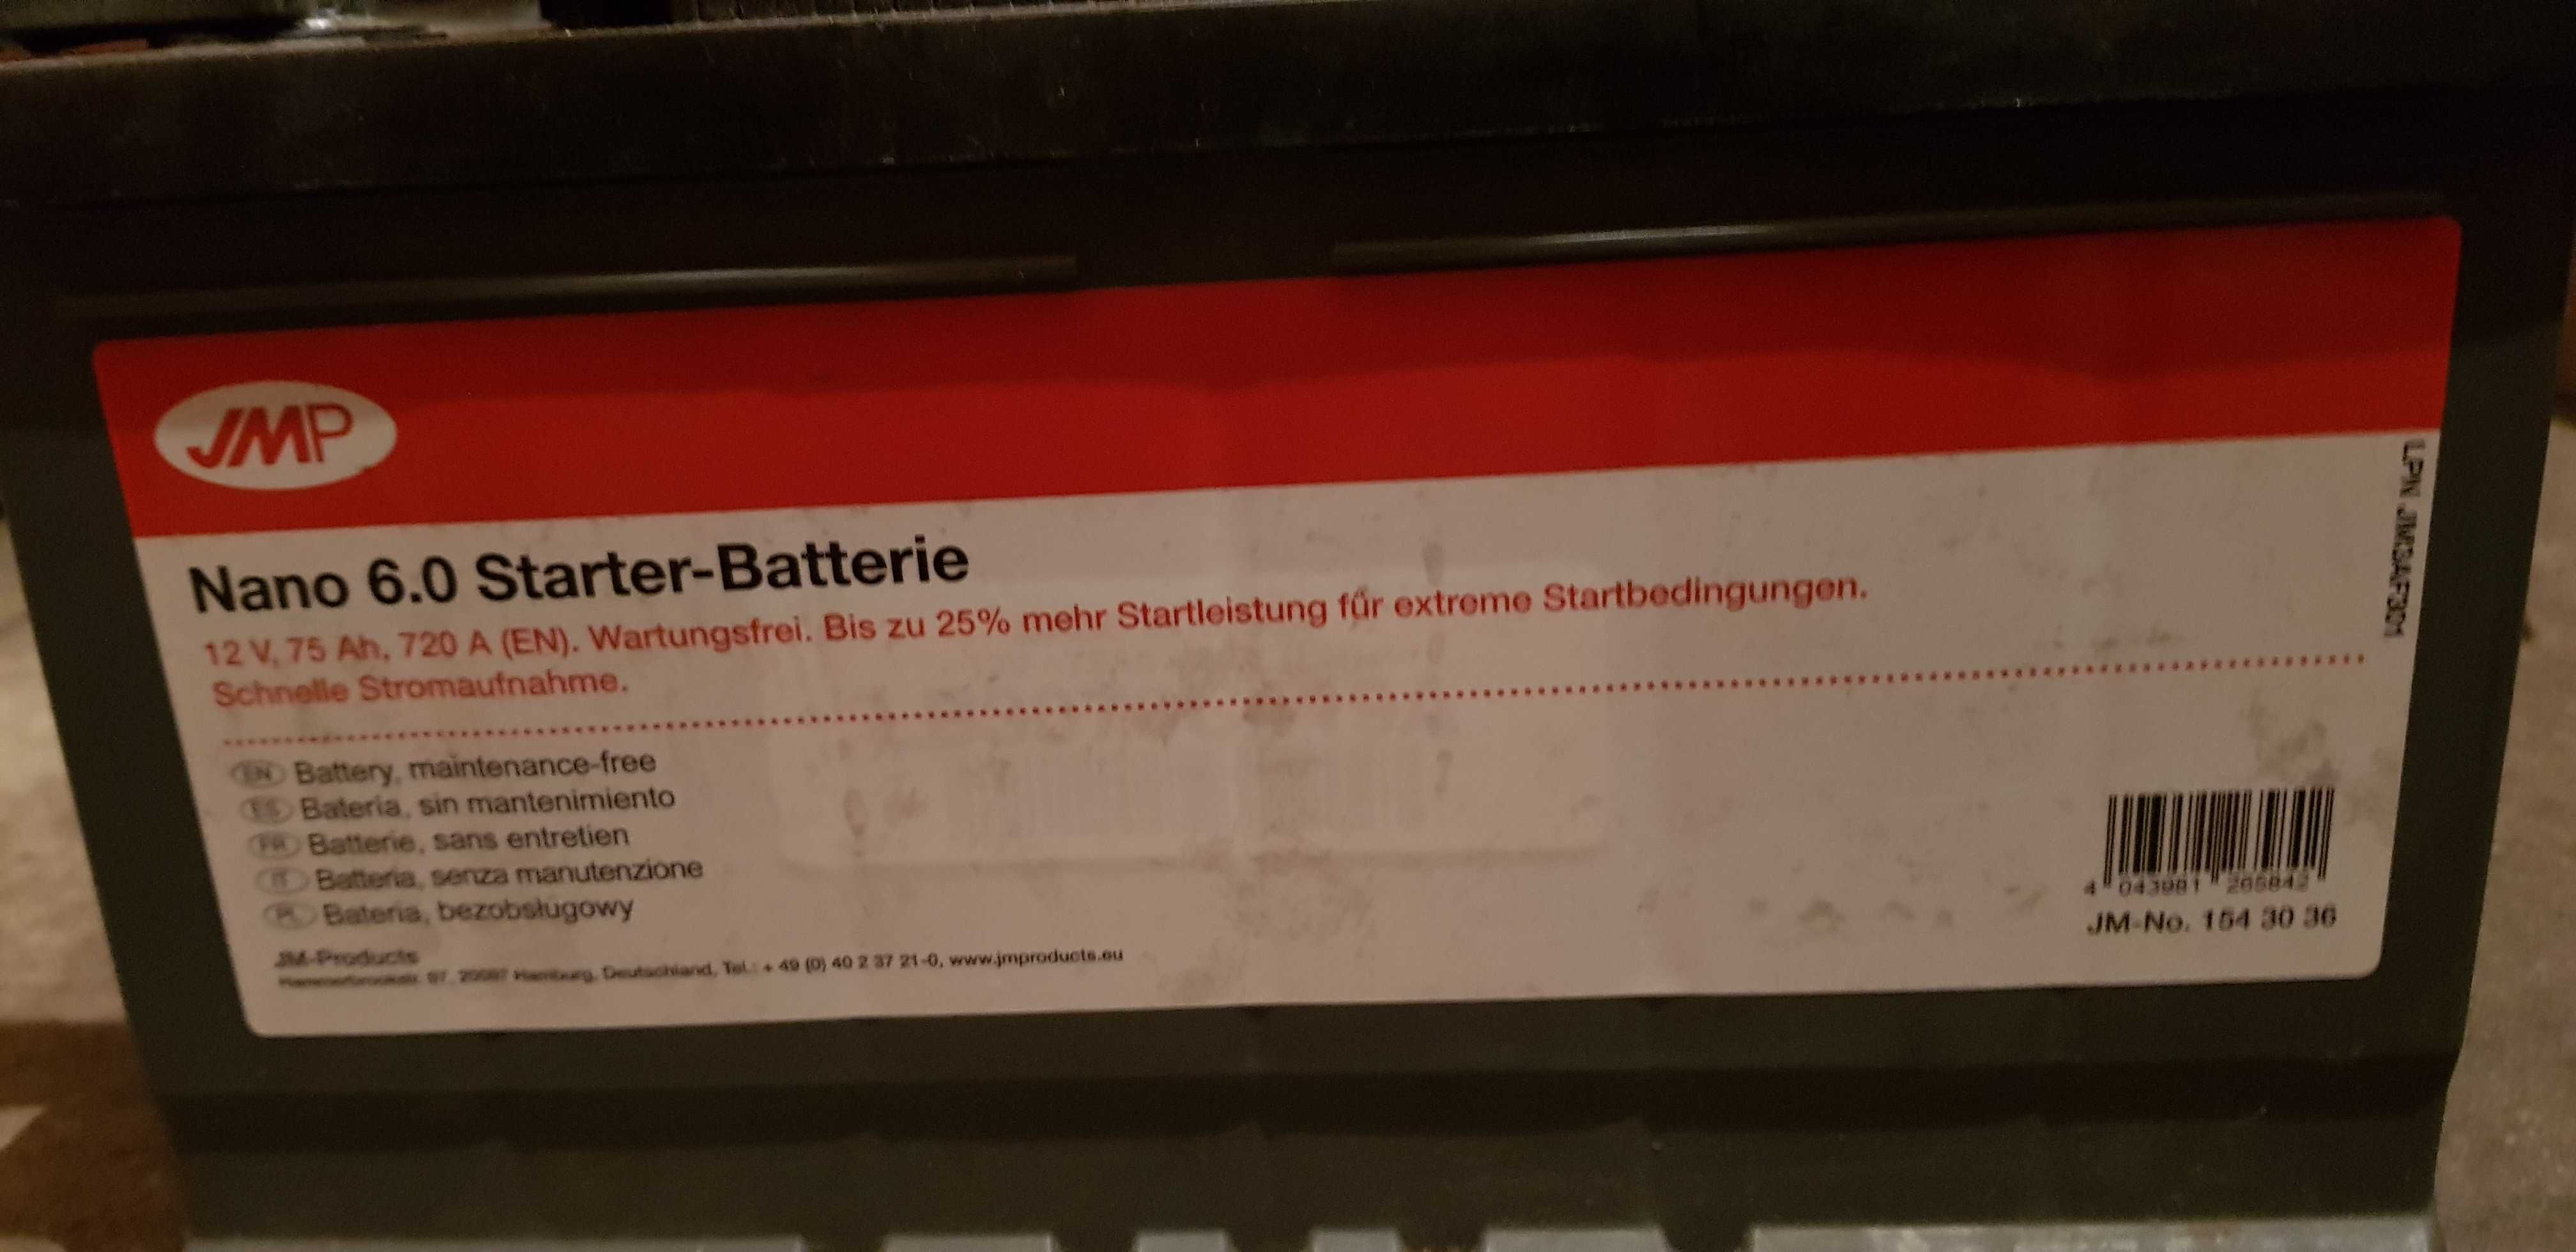 JMP
Nano 6.0 Starter-Batterie
12 V, 75 Ah, 720 A (EN). Wartungsfrei. Bis zu 25% mehr Startleistung für extreme Startbedingungen.
Schnelle Stromaufnahme.
EN Battery, maintenance-free
ES Bateria, sin mantenimiento
FR Batterie, sans entretien
IT Batteria, senza manutenzione
PL Bateria, bezobsługowy
JM-Products
Hamburg, Deutschland, Tel.: + 49 (0) 40 2 37 21-0, www.jmproducts.eu
JM-No. 154 30 36